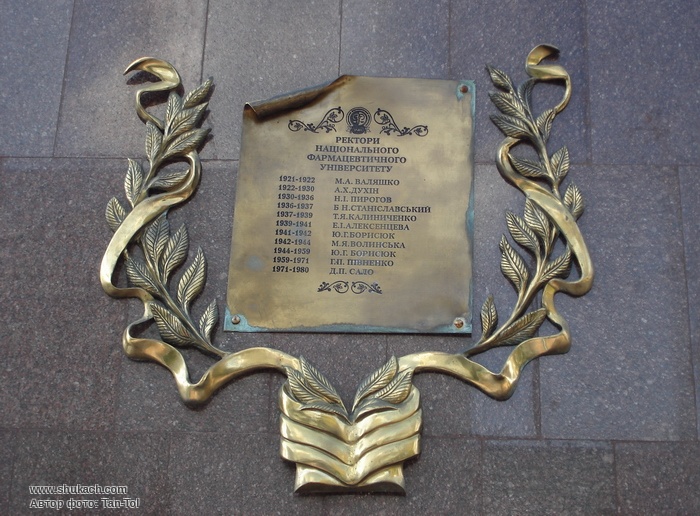 РЕКТОРИ
НАЦІОНАЛЬНОГО
ФАРМАЦЕВТИЧНОГО
УНІВЕРСИТЕТУ
1921-1922 М.А. ВАЛЯШКО
1922-1930 А.Х.ДУХІН
1930-1936 Н.І. ПИРОГОВ
1936-1937 Б Н.СТАНІСЛАВСЬКИЙ
1937-1939 Т.Я.КАЛИНИЧЕНКО
1939-1941 Е.І.АЛЕКСЕНЦЕВА
1941-1942 Ю.Г.БОРИСЮК
1942-1944 М.Я.ВОЛИНСЬКА
1944-1959 Ю.Г. БОРИСЮК
1959-1971 Г.П. ПІВНЕНКО
1971-1980 Д.П. САЛО
www.shukach.com
Автор фото: Tan-Tol